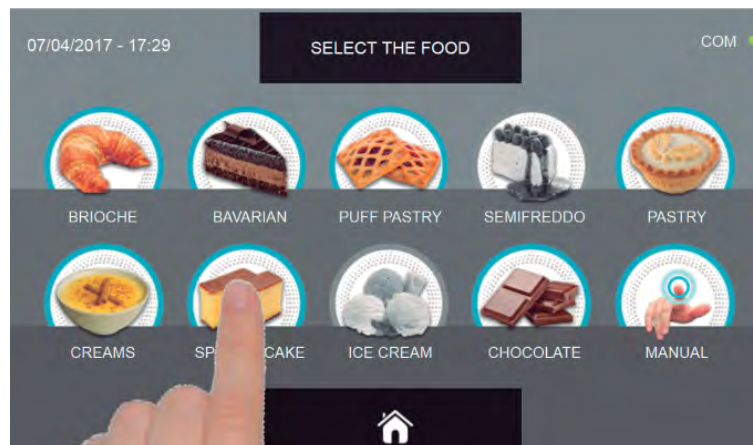 07/04/2017 - 17:29
SELECT THE FOOD
COM
BRIOCHE
BAVARIAN
PUFF PASTRY
SEMIFREDDO
PASTRY
CREAMS
CAKE
ICE CREAM
CHOCOLATE
MANUAL